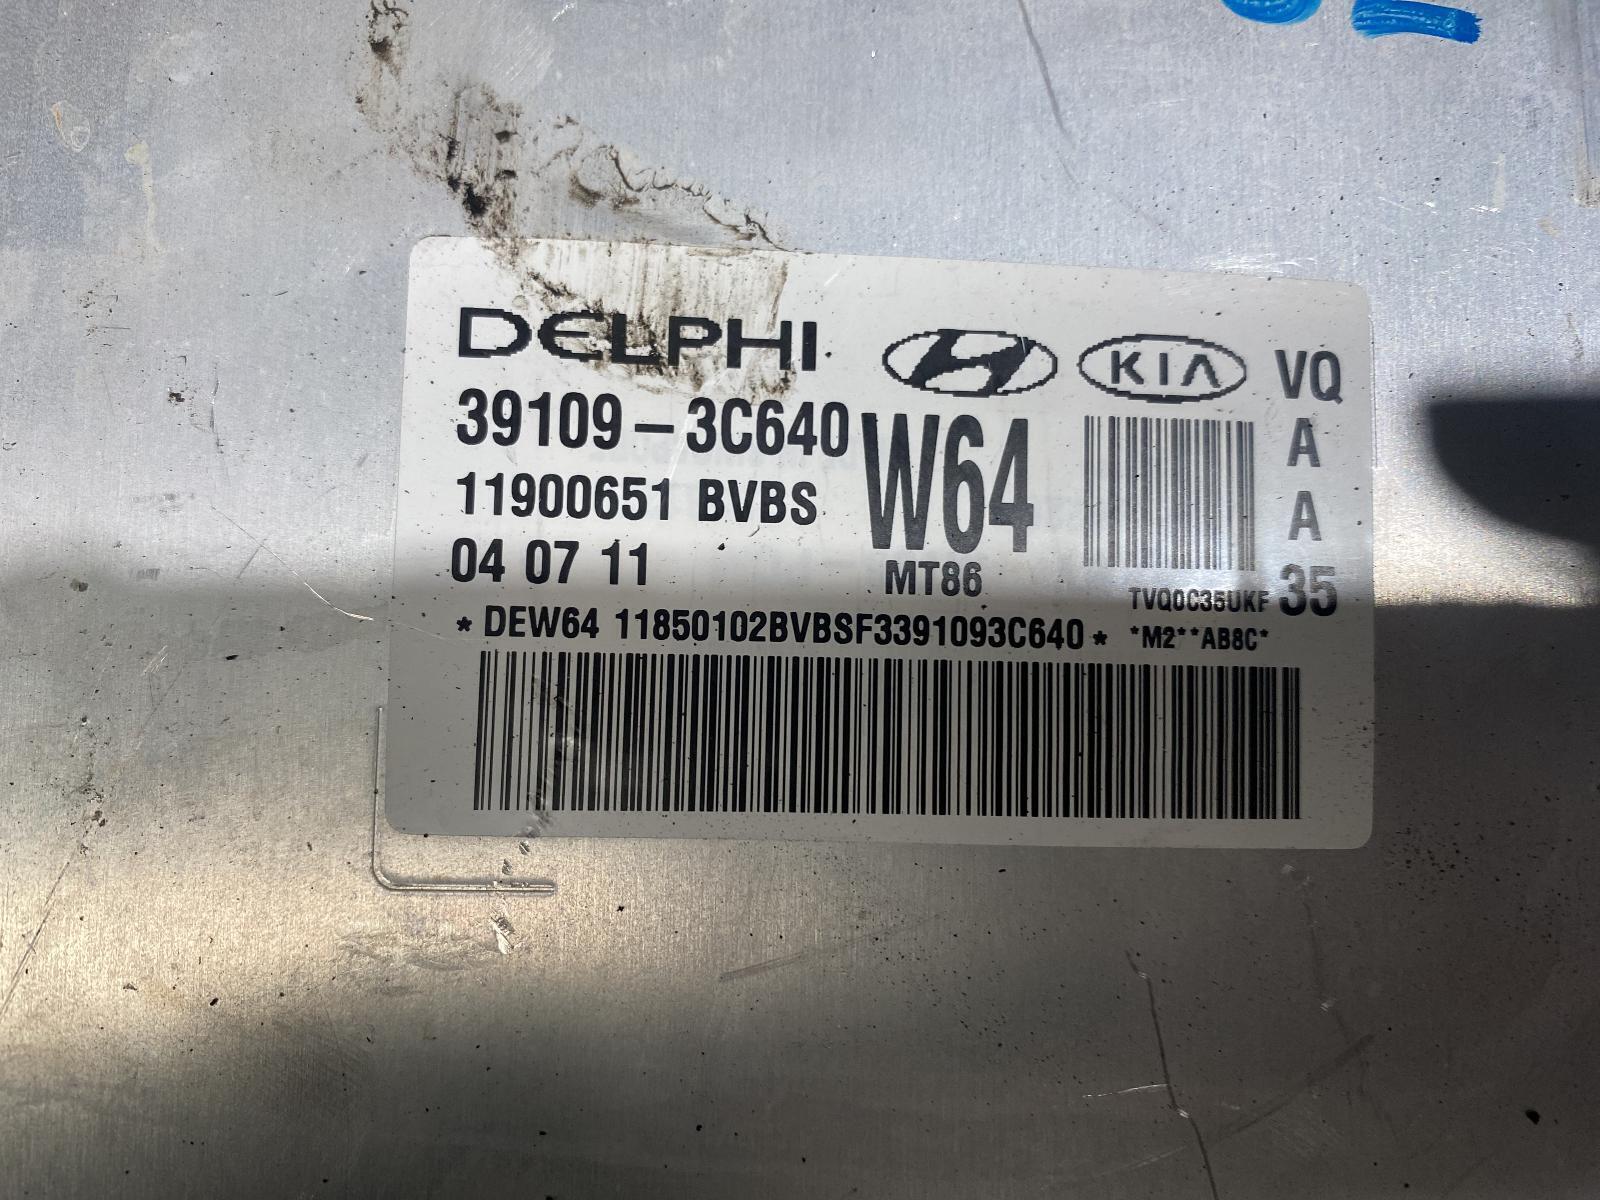 DELPHI KIA VQ
39109-3C640 W64 A
11900651 BVBS A
04 07 11 MT86 TVQ0C35UKF 35
* DEW64 11850102BVBSF3391093C640 * *M2**AB8C*